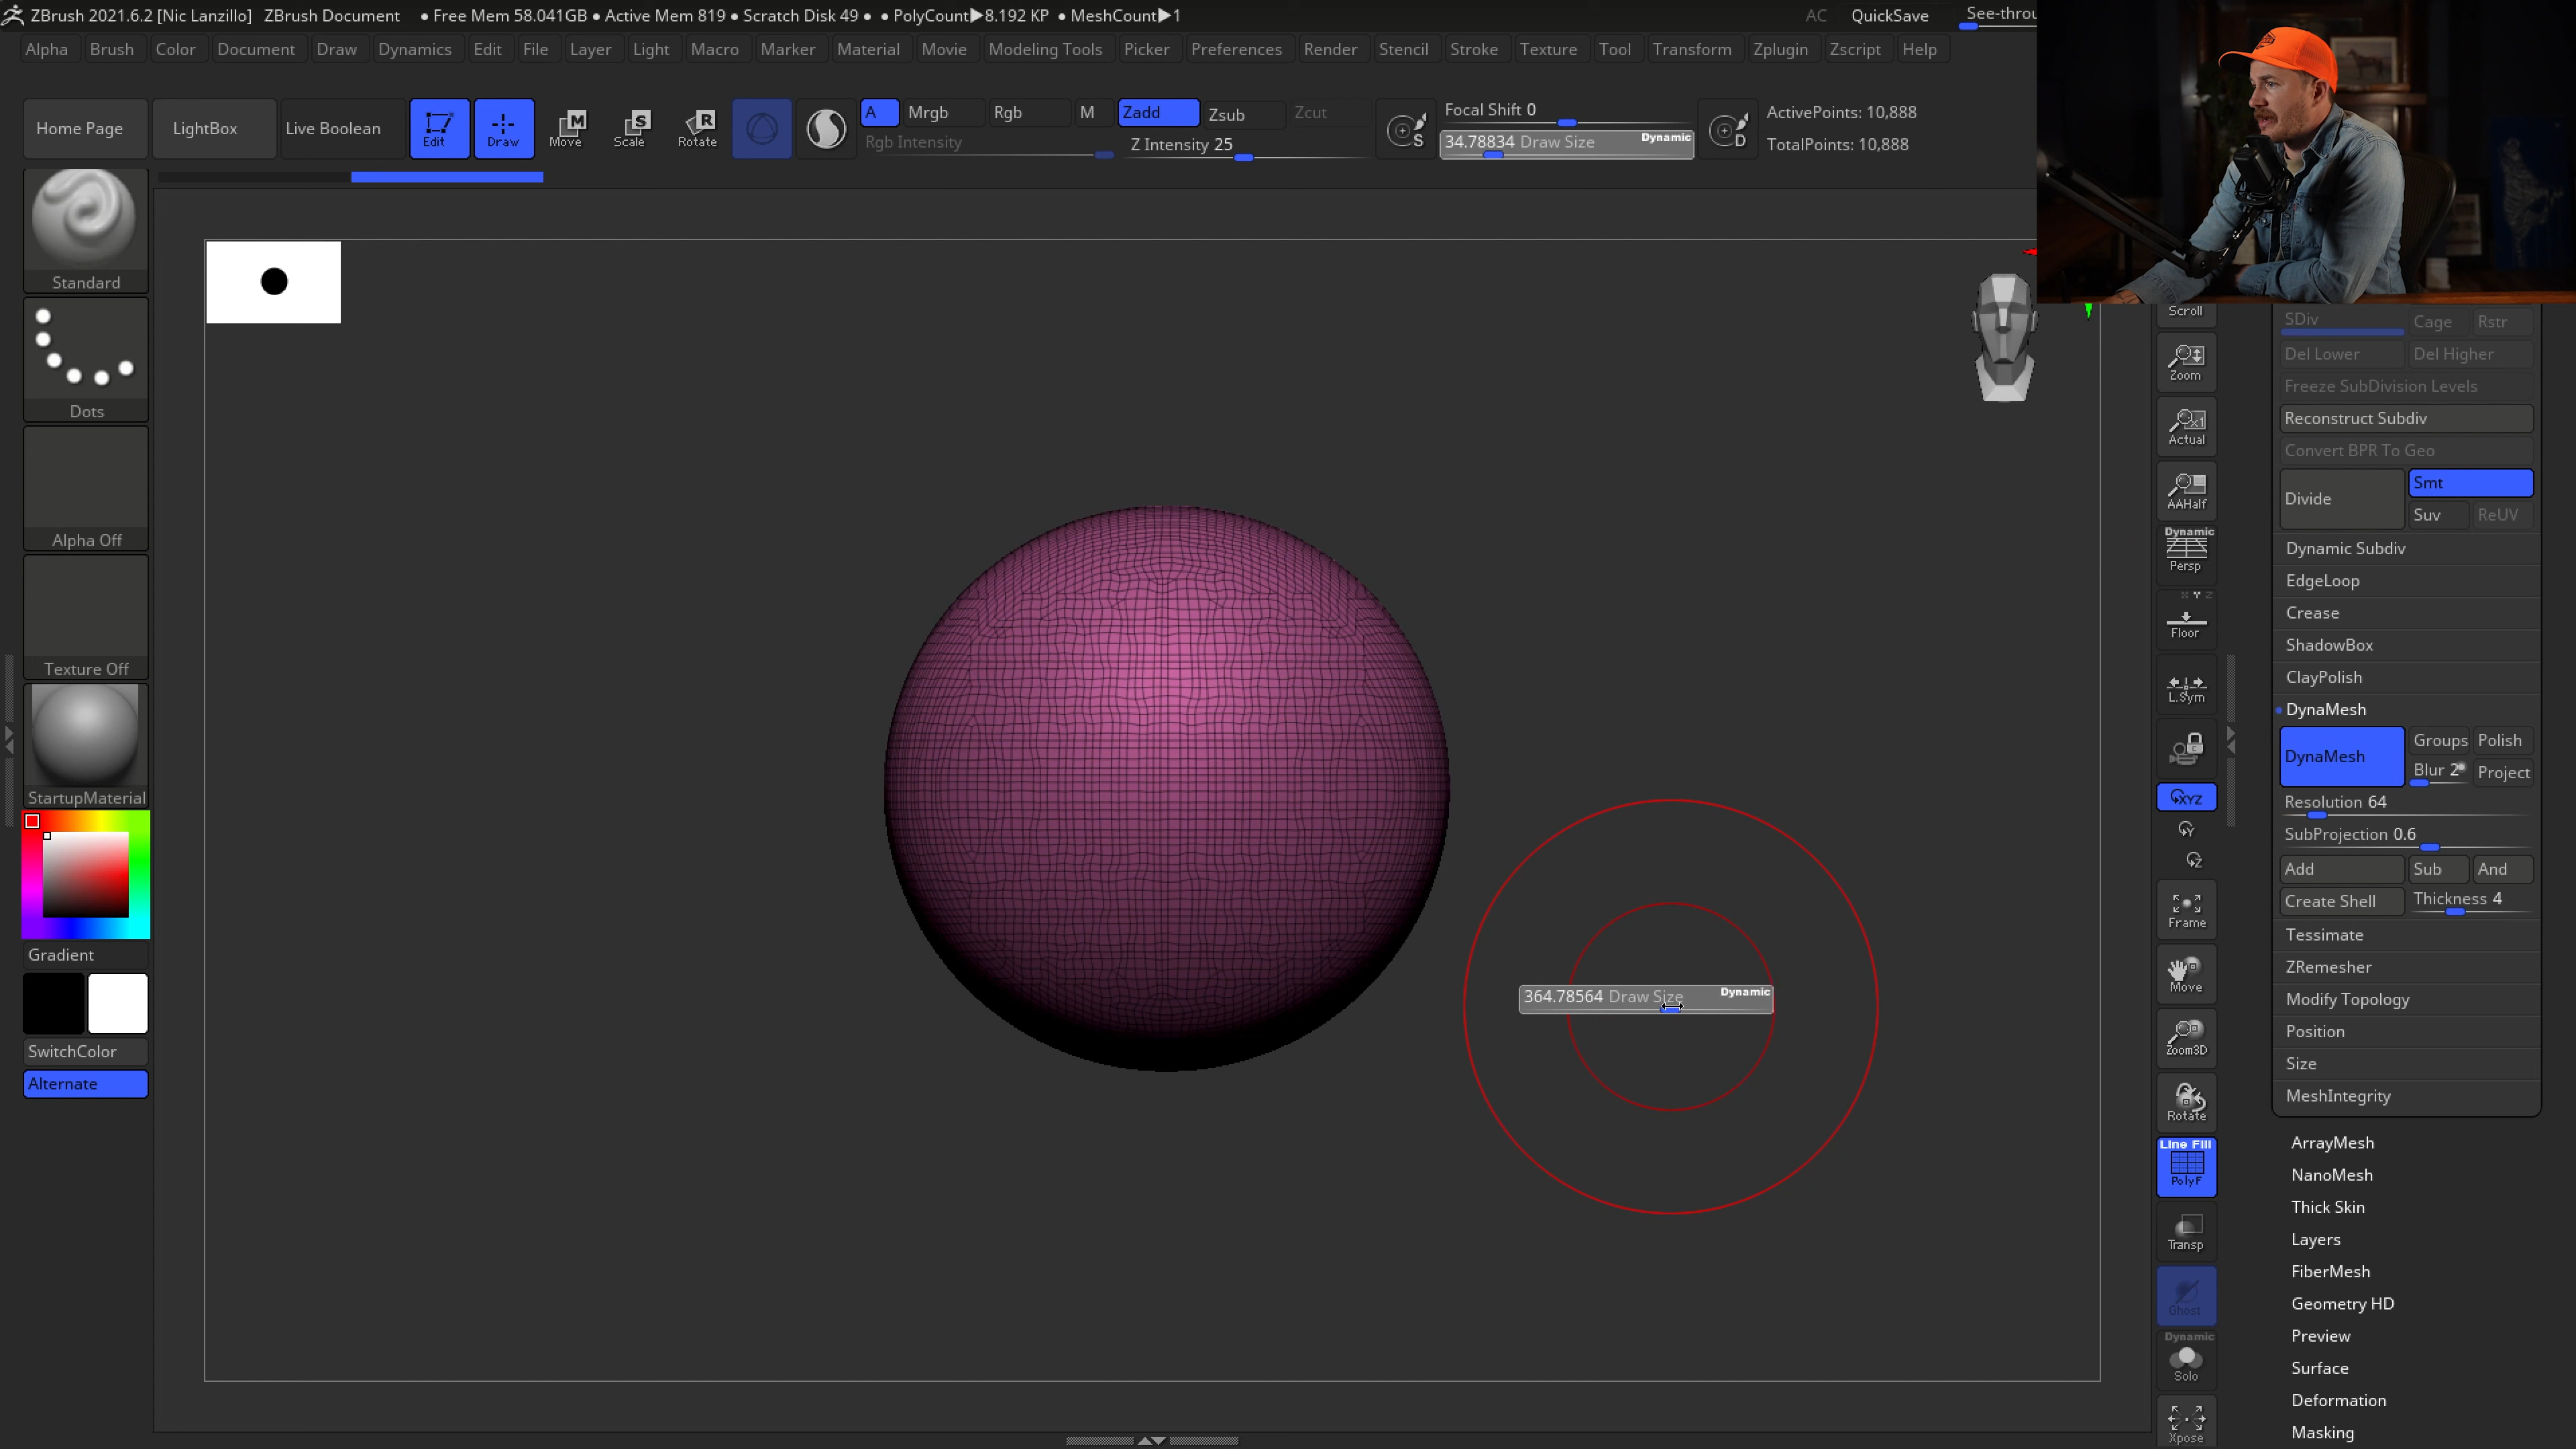 ZBrush 2021.6.2 [Nic Lanzillo] ZBrush Document ● Free Mem 58.041GB ● Active Mem 819 ● Scratch Disk 49 ● ● PolyCount▶8.192 KP ● MeshCount▶1 AC QuickSave See-throu
Alpha Brush Color Document Draw Dynamics Edit File Layer Light Macro Marker Material Movie Modeling Tools Picker Preferences Render Stencil Stroke Texture Tool Transform Zplugin Zscript Help
Home Page LightBox Live Boolean Edit Draw Move Scale Rotate
A Mrgb Rgb M Zadd Zsub Zcut
Rgb Intensity Z Intensity 25
Focal Shift 0
34.78834 Draw Size Dynamic
ActivePoints: 10,888
TotalPoints: 10,888
Standard
Dots
Alpha Off
Texture Off
StartupMaterial
Gradient
SwitchColor
Alternate
364.78564 Draw Size Dynamic
Scroll
Zoom
Actual
AAHalf
Dynamic
Persp
Floor
L.Sym
XYZ
Y
Z
Frame
Move
Zoom3D
Rotate
Line Fill
PolyF
Transp
Ghost
Dynamic
Solo
Xpose
SDiv Cage Rstr
Del Lower Del Higher
Freeze SubDivision Levels
Reconstruct Subdiv
Convert BPR To Geo
Divide Smt
Suv ReUV
Dynamic Subdiv
EdgeLoop
Crease
ShadowBox
ClayPolish
DynaMesh
DynaMesh Groups Polish
Blur 2 Project
Resolution 64
SubProjection 0.6
Add Sub And
Create Shell Thickness 4
Tessimate
ZRemesher
Modify Topology
Position
Size
MeshIntegrity
ArrayMesh
NanoMesh
Thick Skin
Layers
FiberMesh
Geometry HD
Preview
Surface
Deformation
Masking